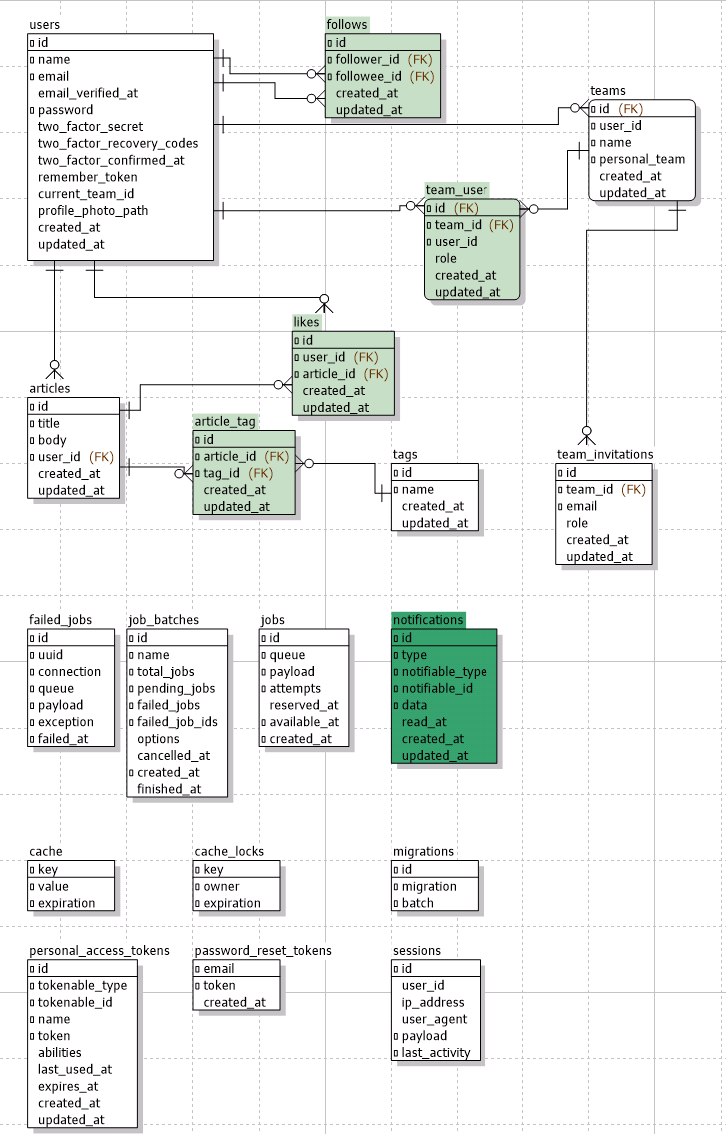 users
id
name
email
email_verified_at
password
two_factor_secret
two_factor_recovery_codes
two_factor_confirmed_at
remember_token
current_team_id
profile_photo_path
created_at
updated_at
follows
id
follower_id (FK)
followee_id (FK)
created_at
updated_at
teams
id (FK)
user_id
name
personal_team
created_at
updated_at
team_user
id (FK)
team_id (FK)
user_id
role
created_at
updated_at
likes
id
user_id (FK)
article_id (FK)
created_at
updated_at
articles
id
title
body
user_id (FK)
created_at
updated_at
article_tag
id
article_id (FK)
tag_id (FK)
created_at
updated_at
tags
id
name
created_at
updated_at
team_invitations
id
team_id (FK)
email
role
created_at
updated_at
failed_jobs
id
uuid
connection
queue
payload
exception
failed_at
job_batches
id
name
total_jobs
pending_jobs
failed_jobs
failed_job_ids
options
cancelled_at
created_at
finished_at
jobs
id
queue
payload
attempts
reserved_at
available_at
created_at
notifications
id
type
notifiable_type
notifiable_id
data
read_at
created_at
updated_at
cache
key
value
expiration
cache_locks
key
owner
expiration
migrations
id
migration
batch
personal_access_tokens
id
tokenable_type
tokenable_id
name
token
abilities
last_used_at
expires_at
created_at
updated_at
password_reset_tokens
email
token
created_at
sessions
id
user_id
ip_address
user_agent
payload
last_activity